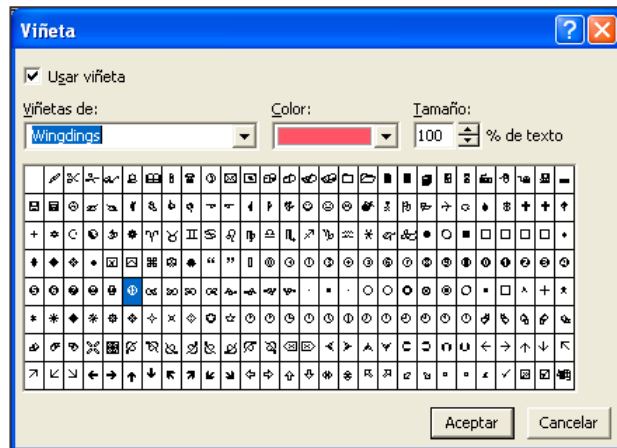 Viñeta
Usar viñeta
Viñetas de:
Color:
Tamaño:
Wingdings
100
% de texto
Aceptar
Cancelar